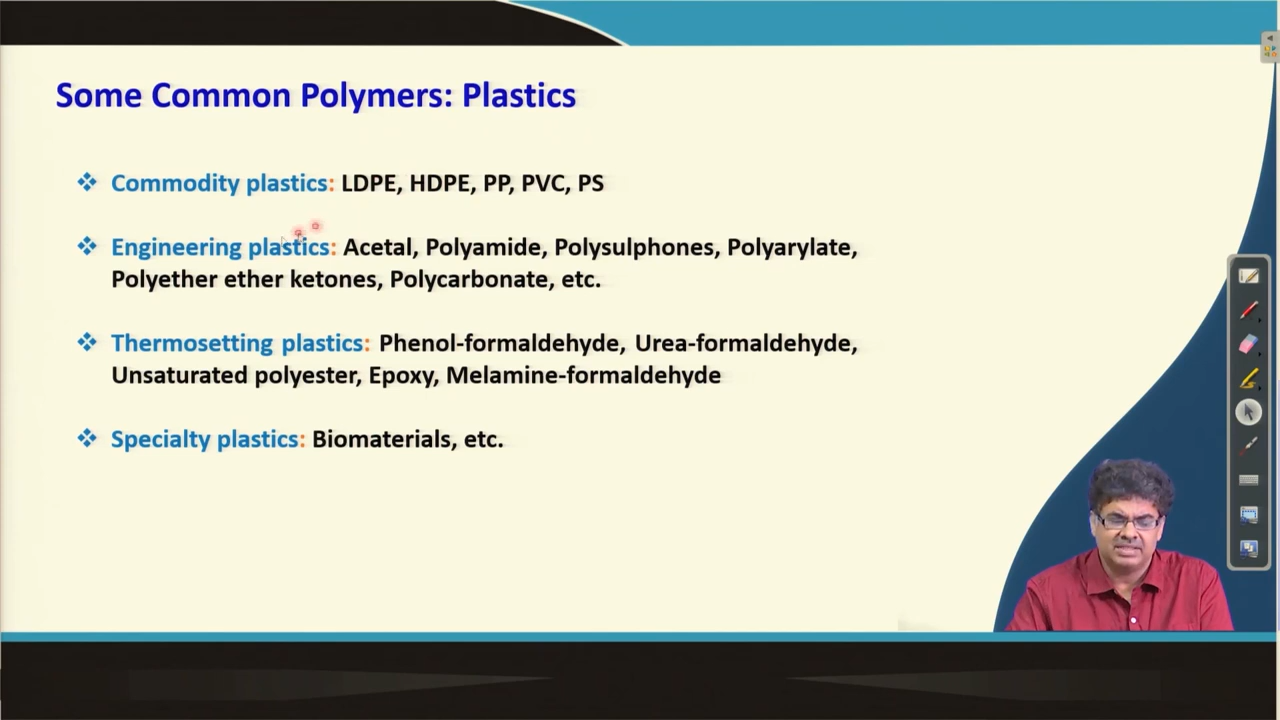 Some Common Polymers: Plastics
❖ Commodity plastics: LDPE, HDPE, PP, PVC, PS
❖ Engineering plastics: Acetal, Polyamide, Polysulphones, Polyarylate,
Polyether ether ketones, Polycarbonate, etc.
❖ Thermosetting plastics: Phenol-formaldehyde, Urea-formaldehyde,
Unsaturated polyester, Epoxy, Melamine-formaldehyde
❖ Specialty plastics: Biomaterials, etc.